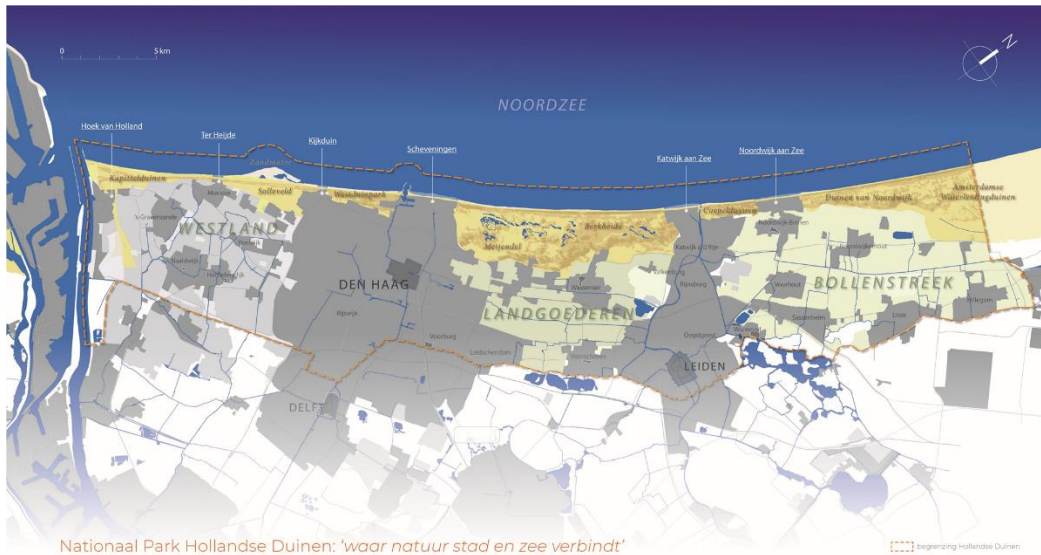 0 5 km
N
NOORDZEE
Hoek van Holland
Ter Heijde
Kijkduin
Scheveningen
Katwijk aan Zee
Noordwijk aan Zee
Zandmotor
Kapittelduinen
Solleveld
Westduinpark
Meijendel
Berkheide
Coepelduynen
Duinen van Noordwijk
Amsterdamse
Waterleidingduinen
Monster
's-Gravenzande
WESTLAND
Naaldwijk
DEN HAAG
Rijswijk
Voorburg
Leidschendam
Wassenaar
LANDGOEDEREN
Voorschoten
Valkenburg
Katwijk a/d Rijn
Rijnsburg
Oegstgeest
LEIDEN
Noordwijk-Binnen
Noordwijkerhout
Voorhout
BOLLENSTREEK
Sassenheim
Warmond
Lisse
Hillegom
DELFT
Nationaal Park Hollandse Duinen: 'waar natuur stad en zee verbindt'
begrenzing Hollandse Duinen